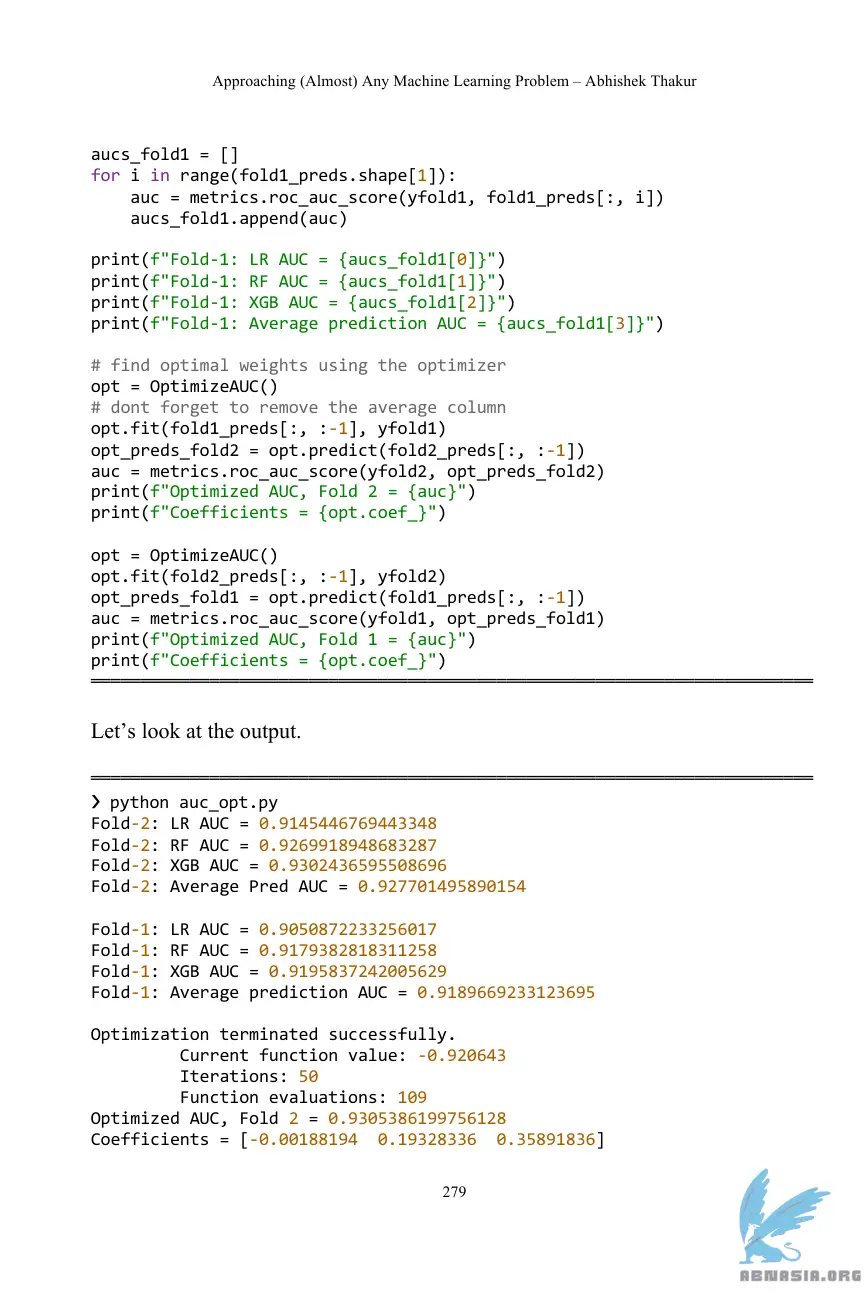 Approaching (Almost) Any Machine Learning Problem – Abhishek Thakur
aucs_fold1 = []
for i in range(fold1_preds.shape[1]):
    auc = metrics.roc_auc_score(yfold1, fold1_preds[:, i])
    aucs_fold1.append(auc)
print(f"Fold-1: LR AUC = {aucs_fold1[0]}")
print(f"Fold-1: RF AUC = {aucs_fold1[1]}")
print(f"Fold-1: XGB AUC = {aucs_fold1[2]}")
print(f"Fold-1: Average prediction AUC = {aucs_fold1[3]}")
# find optimal weights using the optimizer
opt = OptimizeAUC()
# dont forget to remove the average column
opt.fit(fold1_preds[:, :-1], yfold1)
opt_preds_fold2 = opt.predict(fold2_preds[:, :-1])
auc = metrics.roc_auc_score(yfold2, opt_preds_fold2)
print(f"Optimized AUC, Fold 2 = {auc}")
print(f"Coefficients = {opt.coef_}")
opt = OptimizeAUC()
opt.fit(fold2_preds[:, :-1], yfold2)
opt_preds_fold1 = opt.predict(fold1_preds[:, :-1])
auc = metrics.roc_auc_score(yfold1, opt_preds_fold1)
print(f"Optimized AUC, Fold 1 = {auc}")
print(f"Coefficients = {opt.coef_}")
Let’s look at the output.
❯ python auc_opt.py
Fold-2: LR AUC = 0.9145446769443348
Fold-2: RF AUC = 0.9269918948683287
Fold-2: XGB AUC = 0.9302436595508696
Fold-2: Average Pred AUC = 0.927701495890154
Fold-1: LR AUC = 0.9050872233256017
Fold-1: RF AUC = 0.9179382818311258
Fold-1: XGB AUC = 0.9195837242005629
Fold-1: Average prediction AUC = 0.9189669233123695
Optimization terminated successfully.
         Current function value: -0.920643
         Iterations: 50
         Function evaluations: 109
Optimized AUC, Fold 2 = 0.9305386199756128
Coefficients = [-0.00188194  0.19328336  0.35891836]
279
ABNASIA.ORG